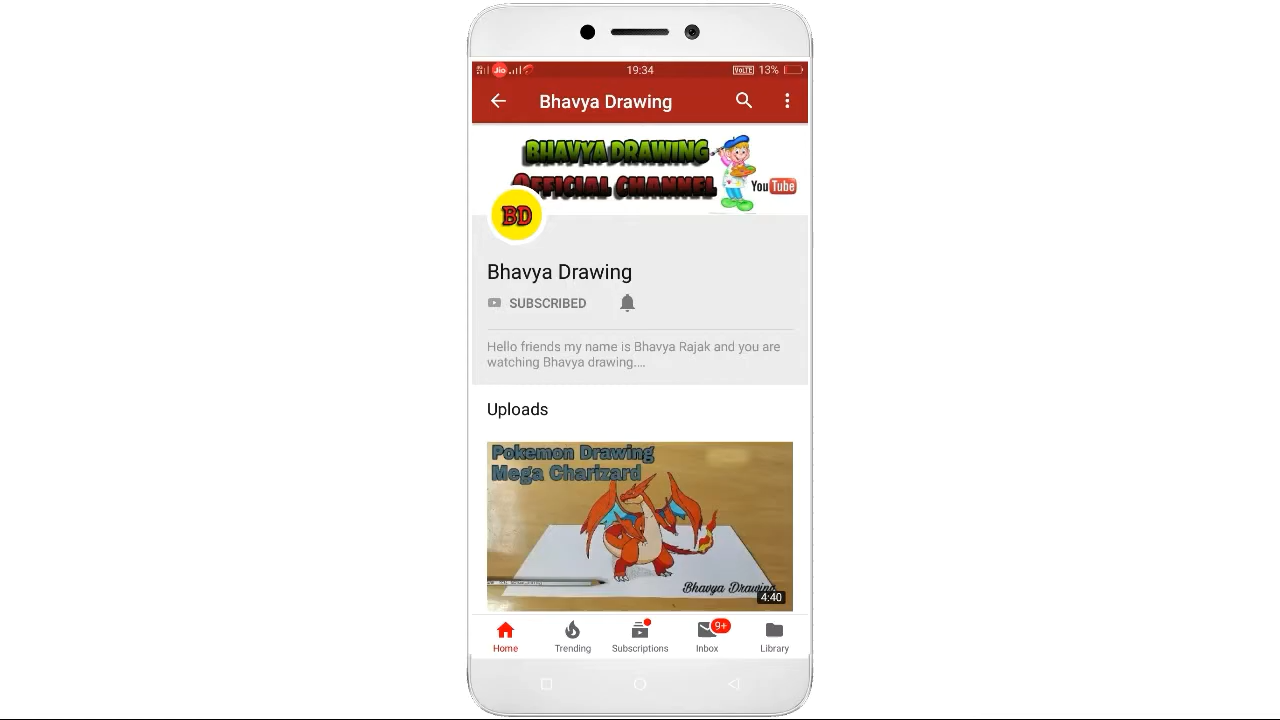 Jio
19:34
VoLTE
13%
Bhavya Drawing
BHAVYA DRAWING
OFFICIAL CHANNEL
YouTube
BD
Bhavya Drawing
SUBSCRIBED
Hello friends my name is Bhavya Rajak and you are
watching Bhavya drawing....
Uploads
Pokemon Drawing
Mega Charizard
Bhavya Drawing
4:40
9+
Home
Trending
Subscriptions
Inbox
Library